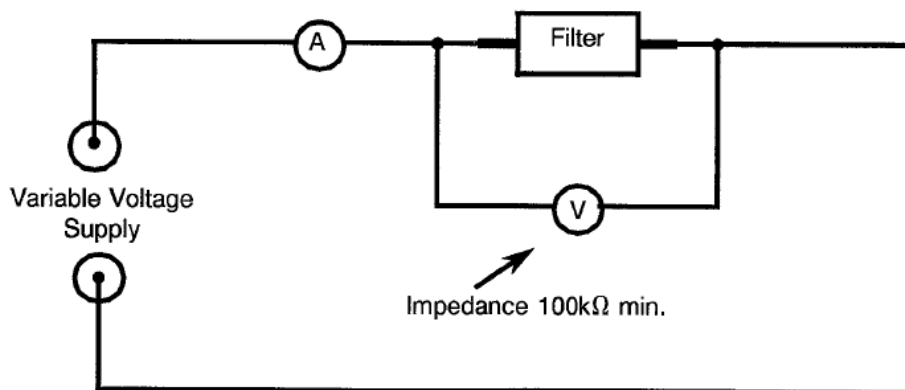 A
Filter
Variable Voltage
Supply
V
Impedance 100kΩ min.